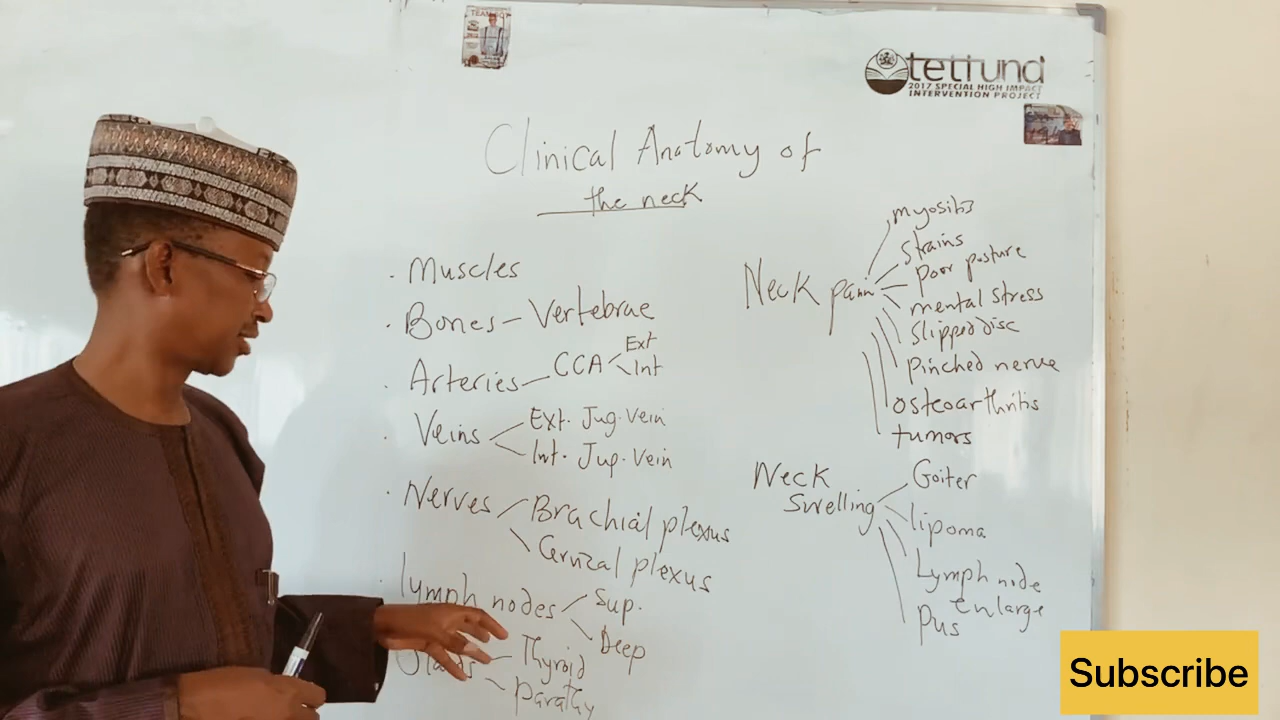 TEAM
tetfund
2017 SPECIAL HIGH IMPACT
INTERVENTION PROJECT
Clinical Anatomy of
the neck
. Muscles
. Bones – Vertebrae
. Arteries – CCA Ext
Int
. Veins Ext. Jug. Vein
Int. Jug. Vein
. Nerves Brachial plexus
Cervical plexus
. Lymph nodes Sup.
Deep
Thyroid
parathy
Neck pain myositis
Strains
Poor posture
mental stress
Slipped disc
Pinched nerve
osteoarthritis
tumors
Neck
Swelling Goiter
lipoma
Lymph node
enlarge
Pus
Subscribe